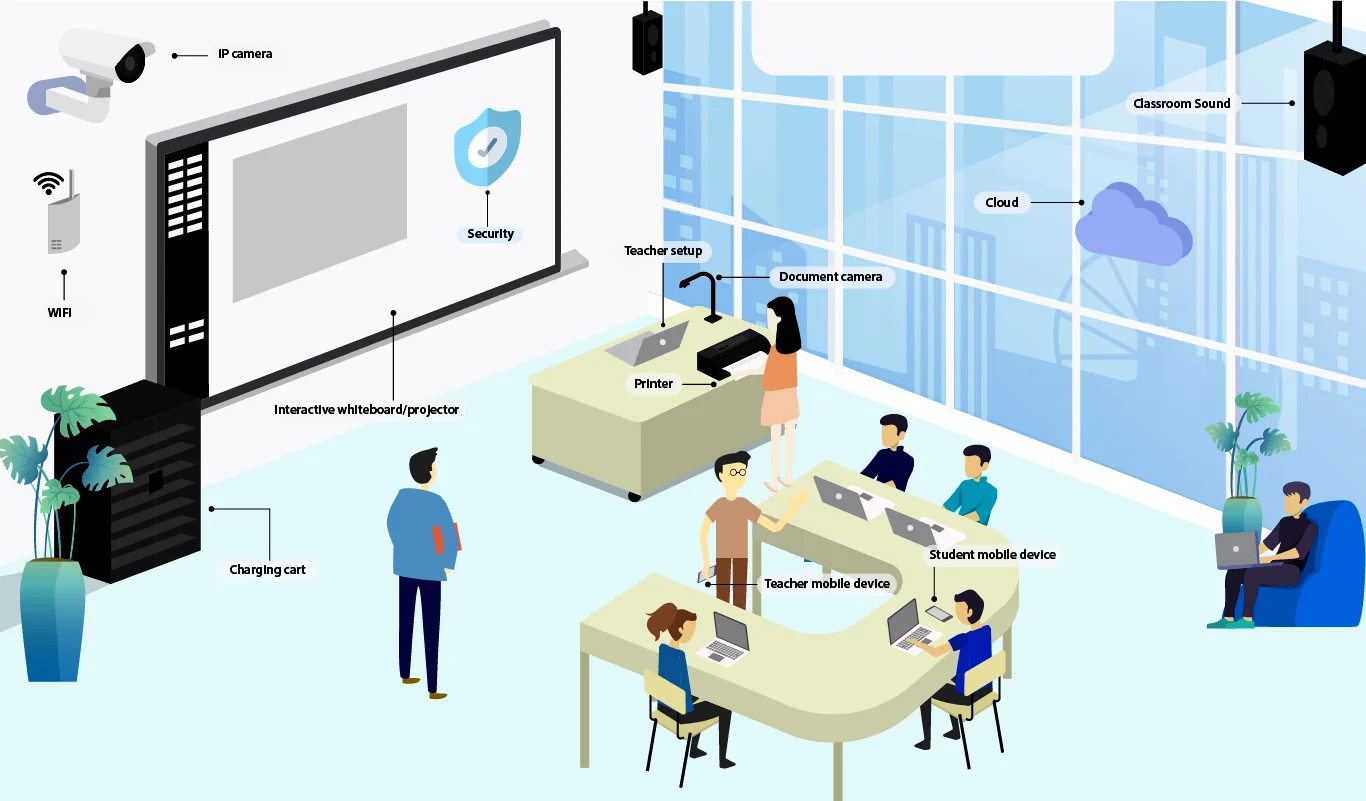 IP camera
Classroom Sound
Cloud
Security
Teacher setup
Document camera
WIFI
Printer
Interactive whiteboard/projector
Student mobile device
Charging cart
Teacher mobile device